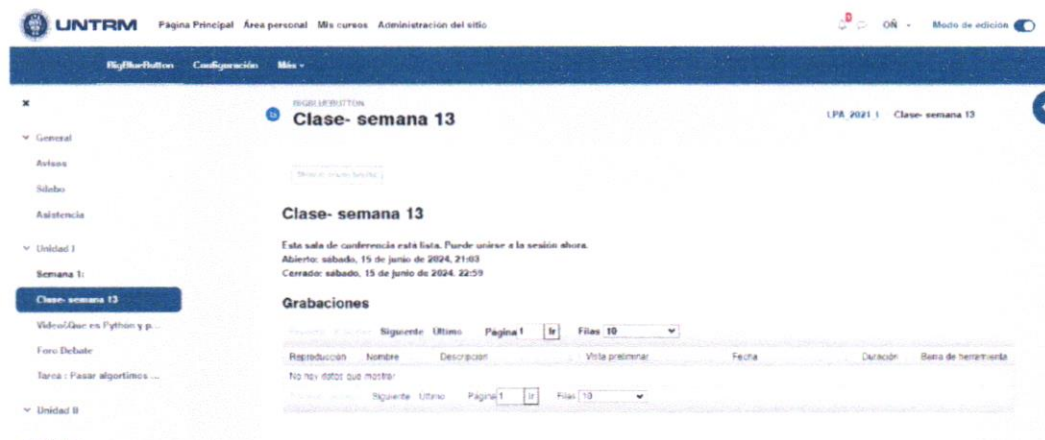 UNTRM Página Principal Área personal Mis cursos Administración del sitio OÑ Modo de edición
BigBlueButton Configuración Más
BIGBLUEBUTTON
Clase- semana 13
LPA 2021 I Clase- semana 13
General
Avisos
Sílabo
Asistencia
Clase- semana 13
Unidad I
Esta sala de conferencia está lista. Puede unirse a la sesión ahora.
Abierto: sábado, 15 de junio de 2024, 21:03
Cerrado: sábado, 15 de junio de 2024, 22:59
Semana 1:
Clase- semana 13
Grabaciones
Video¿Que es Python y p...
Siguiente Ultimo Pagina 1 Ir Filas 10
Foro Debate
Reproducción Nombre Descripción Vista preliminar Fecha Duración Barra de herramienta
Tarea : Pasar algortimos ...
No hay datos que mostrar
Siguiente Ultimo Página 1 Ir Filas 10
Unidad II